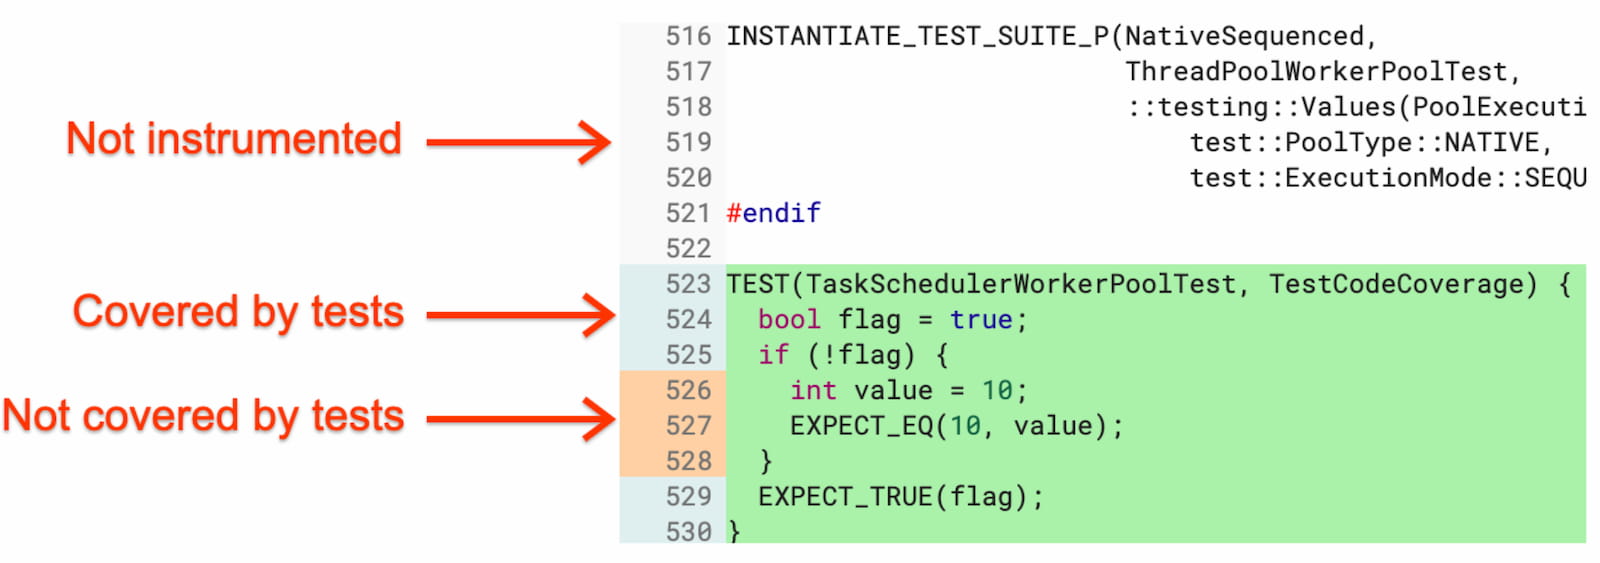 516 INSTANTIATE_TEST_SUITE_P(NativeSequenced,
517 ThreadPoolWorkerPoolTest,
518 ::testing::Values(PoolExecuti
Not instrumented 519 test::PoolType::NATIVE,
520 test::ExecutionMode::SEQU
521 #endif
522
523 TEST(TaskSchedulerWorkerPoolTest, TestCodeCoverage) {
Covered by tests 524 bool flag = true;
525 if (!flag) {
526 int value = 10;
Not covered by tests 527 EXPECT_EQ(10, value);
528 }
529 EXPECT_TRUE(flag);
530 }